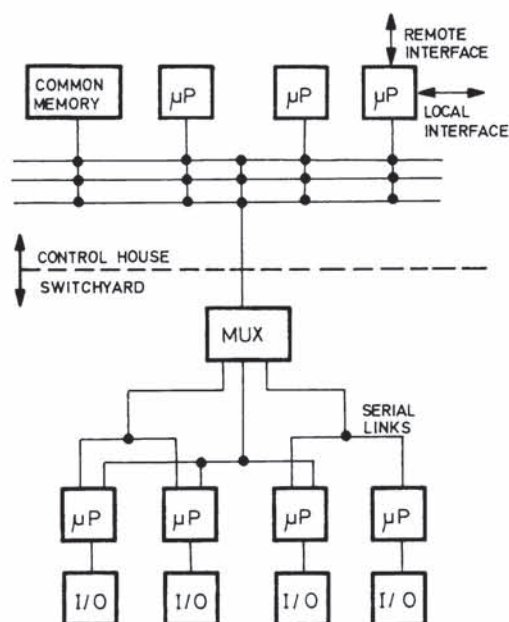 REMOTE
INTERFACE
COMMON
MEMORY
μP
μP
μP
LOCAL
INTERFACE
CONTROL HOUSE
SWITCHYARD
MUX
SERIAL
LINKS
μP
μP
μP
μP
I/O
I/O
I/O
I/O